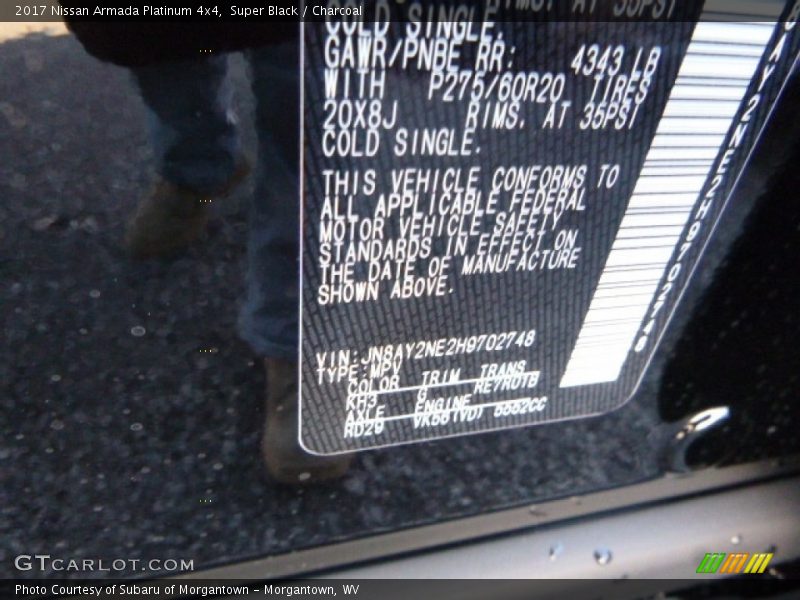 2017 Nissan Armada Platinum 4x4, Super Black / Charcoal
COLD SINGLE.
GAWR/PNBE RR: 4343 LB
WITH P275/60R20 TIRES
20X8J RIMS, AT 35PSI
COLD SINGLE.
THIS VEHICLE CONFORMS TO
ALL APPLICABLE FEDERAL
MOTOR VEHICLE SAFETY
STANDARDS IN EFFECT ON
THE DATE OF MANUFACTURE
SHOWN ABOVE.
VIN:JN8AY2NE2H9702748
TYPE:MPV
COLOR TRIM TRANS
KH3 G RE7R01B
AXLE ENGINE
RD29 VK56(VD) 5552CC
GTCARLOT.COM
Photo Courtesy of Subaru of Morgantown - Morgantown, WV